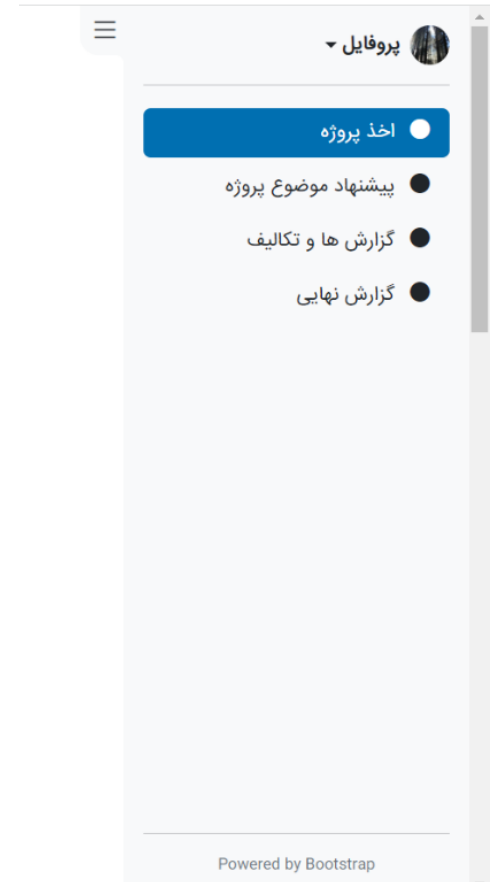 پروفایل
اخذ پروژه
پیشنهاد موضوع پروژه
گزارش ها و تکالیف
گزارش نهایی
Powered by Bootstrap